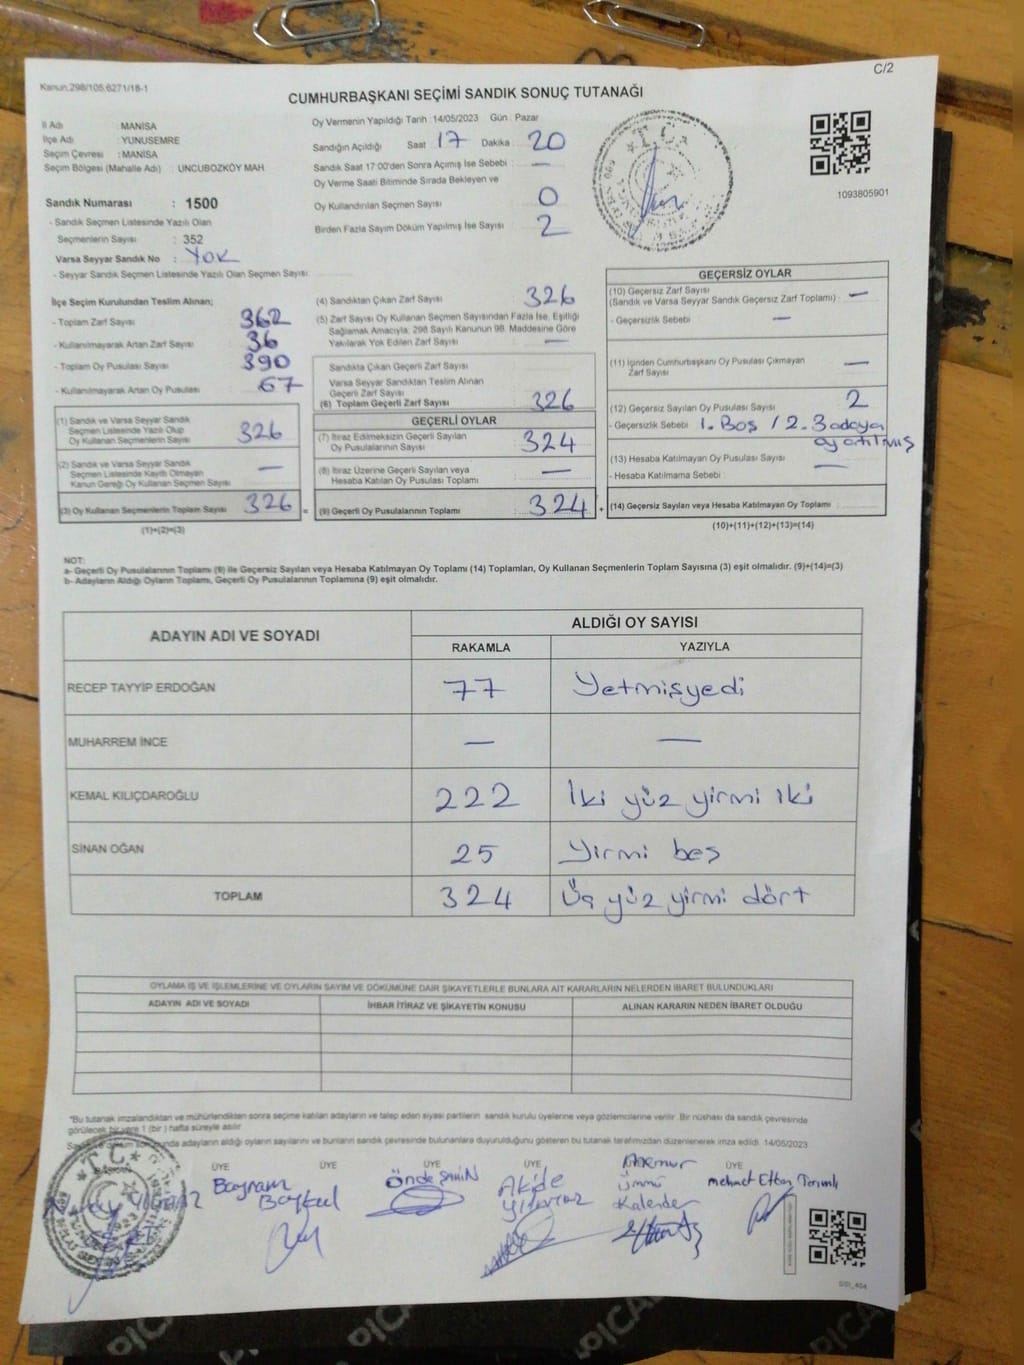 C/2
Kanun.298/105,6271/18-1
CUMHURBAŞKANI SEÇİMİ SANDIK SONUÇ TUTANAĞI
İl Adı : MANİSA
İlçe Adı : YUNUSEMRE
Seçim Çevresi : MANİSA
Seçim Bölgesi (Mahalle Adı) : UNCUBOZKÖY MAH
Sandık Numarası : 1500
- Sandık Seçmen Listesinde Yazılı Olan
Seçmenlerin Sayısı : 352
Varsa Seyyar Sandık No : YOK
- Seyyar Sandık Seçmen Listesinde Yazılı Olan Seçmen Sayısı:
Oy Vermenin Yapıldığı Tarih :14/05/2023 Gün : Pazar
Sandığın Açıldığı Saat 17 Dakika : 20
Sandık Saat 17:00'den Sonra Açılmış İse Sebebi : —
Oy Verme Saati Bitiminde Sırada Bekleyen ve
Oy Kullandırılan Seçmen Sayısı : 0
Birden Fazla Sayım Döküm Yapılmış İse Sayısı : 2
1093805901
İlçe Seçim Kurulundan Teslim Alınan;
- Toplam Zarf Sayısı : 362
- Kullanılmayarak Artan Zarf Sayısı : 36
- Toplam Oy Pusulası Sayısı : 390
- Kullanılmayarak Artan Oy Pusulası : 67
(1) Sandık ve Varsa Seyyar Sandık
Seçmen Listesinde Yazılı Olup
Oy Kullanan Seçmenlerin Sayısı : 326
(2) Sandık ve Varsa Seyyar Sandık
Seçmen Listesinde Kayıtlı Olmayan
Kanun Gereği Oy Kullanan Seçmen Sayısı : —
(3) Oy Kullanan Seçmenlerin Toplam Sayısı : 326
(1)+(2)=(3)
(4) Sandıktan Çıkan Zarf Sayısı : 326
(5) Zarf Sayısı Oy Kullanan Seçmen Sayısından Fazla İse, Eşitliği
Sağlamak Amacıyla, 298 Sayılı Kanunun 98. Maddesine Göre
Yakılarak Yok Edilen Zarf Sayısı : —
Sandıkta Çıkan Geçerli Zarf Sayısı
Varsa Seyyar Sandıktan Teslim Alınan
Geçerli Zarf Sayısı
(6) Toplam Geçerli Zarf Sayısı : 326
GEÇERLİ OYLAR
(7) İtiraz Edilmeksizin Geçerli Sayılan
Oy Pusulalarının Sayısı : 324
(8) İtiraz Üzerine Geçerli Sayılan veya
Hesaba Katılan Oy Pusulası Toplamı : —
(9) Geçerli Oy Pusulalarının Toplamı : 324
GEÇERSİZ OYLAR
(10) Geçersiz Zarf Sayısı
(Sandık ve Varsa Seyyar Sandık Geçersiz Zarf Toplamı) : —
- Geçersizlik Sebebi : —
(11) İçinden Cumhurbaşkanı Oy Pusulası Çıkmayan
Zarf Sayısı : —
(12) Geçersiz Sayılan Oy Pusulası Sayısı : 2
- Geçersizlik Sebebi : 1. Boş / 2. 3 adaya
oy atılmış
(13) Hesaba Katılmayan Oy Pusulası Sayısı : —
- Hesaba Katılmama Sebebi :
(14) Geçersiz Sayılan veya Hesaba Katılmayan Oy Toplamı :
(10)+(11)+(12)+(13)=(14)
NOT:
a- Geçerli Oy Pusulalarının Toplamı (9) ile Geçersiz Sayılan veya Hesaba Katılmayan Oy Toplamı (14) Toplamları, Oy Kullanan Seçmenlerin Toplam Sayısına (3) eşit olmalıdır. (9)+(14)=(3)
b- Adayların Aldığı Oyların Toplamı, Geçerli Oy Pusulalarının Toplamına (9) eşit olmalıdır.
ADAYIN ADI VE SOYADI ALDIĞI OY SAYISI
RAKAMLA YAZIYLA
RECEP TAYYİP ERDOĞAN 77 Yetmişyedi
MUHARREM İNCE — —
KEMAL KILIÇDAROĞLU 222 İki yüz yirmi iki
SİNAN OĞAN 25 Yirmi beş
TOPLAM 324 Üç yüz yirmi dört
OYLAMA İŞ VE İŞLEMLERİNE VE OYLARIN SAYIM VE DÖKÜMÜNE DAİR ŞİKAYETLERLE BUNLARA AİT KARARLARIN NELERDEN İBARET BULUNDUKLARI
ADAYIN ADI VE SOYADI İHBAR İTİRAZ VE ŞİKAYETİN KONUSU ALINAN KARARIN NEDEN İBARET OLDUĞU
*Bu tutanak imzalandıktan ve mühürlendikten sonra seçime katılan adayların ve talep eden siyasi partilerin sandık kurulu üyelerine veya gözlemcilerine verilir. Bir nüshası da sandık çevresinde
görülecek bir yere 1 (bir ) hafta süreyle asılır
adayların aldığı oyların sayılarını ve bunların sandık çevresinde bulunanlara duyurulduğunu gösteren bu tutanak tarafımızdan düzenlenerek imza edildi. 14/05/2023
ÜYE ÜYE ÜYE ÜYE ÜYE
Bayram Baykul
Önde ŞAHİN
Akide Yılmaz
Ümmü Kalender
Mehmet Terimli